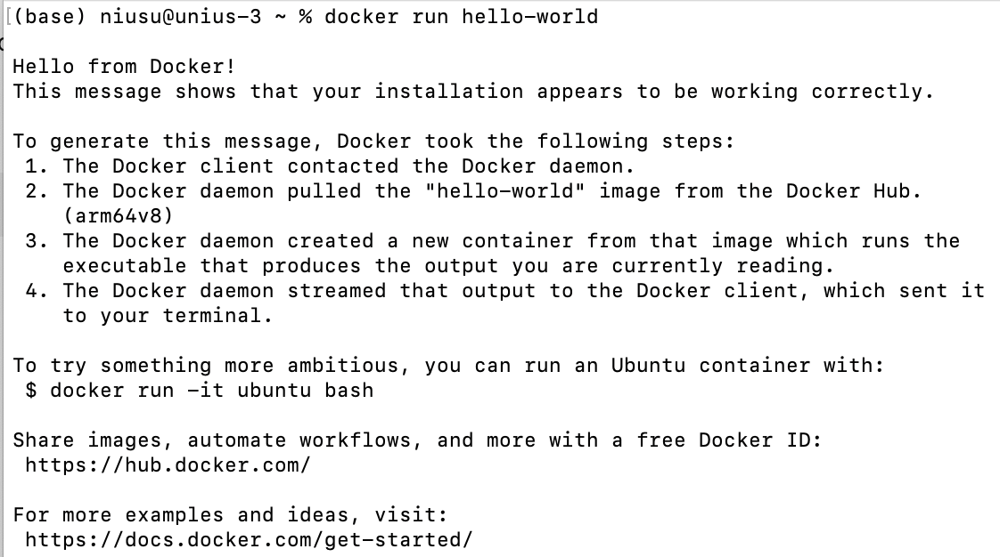 [(base) niusu@unius-3 ~ % docker run hello-world
Hello from Docker!
This message shows that your installation appears to be working correctly.
To generate this message, Docker took the following steps:
1. The Docker client contacted the Docker daemon.
2. The Docker daemon pulled the "hello-world" image from the Docker Hub.
(arm64v8)
3. The Docker daemon created a new container from that image which runs the
executable that produces the output you are currently reading.
4. The Docker daemon streamed that output to the Docker client, which sent it
to your terminal.
To try something more ambitious, you can run an Ubuntu container with:
$ docker run -it ubuntu bash
Share images, automate workflows, and more with a free Docker ID:
https://hub.docker.com/
For more examples and ideas, visit:
https://docs.docker.com/get-started/